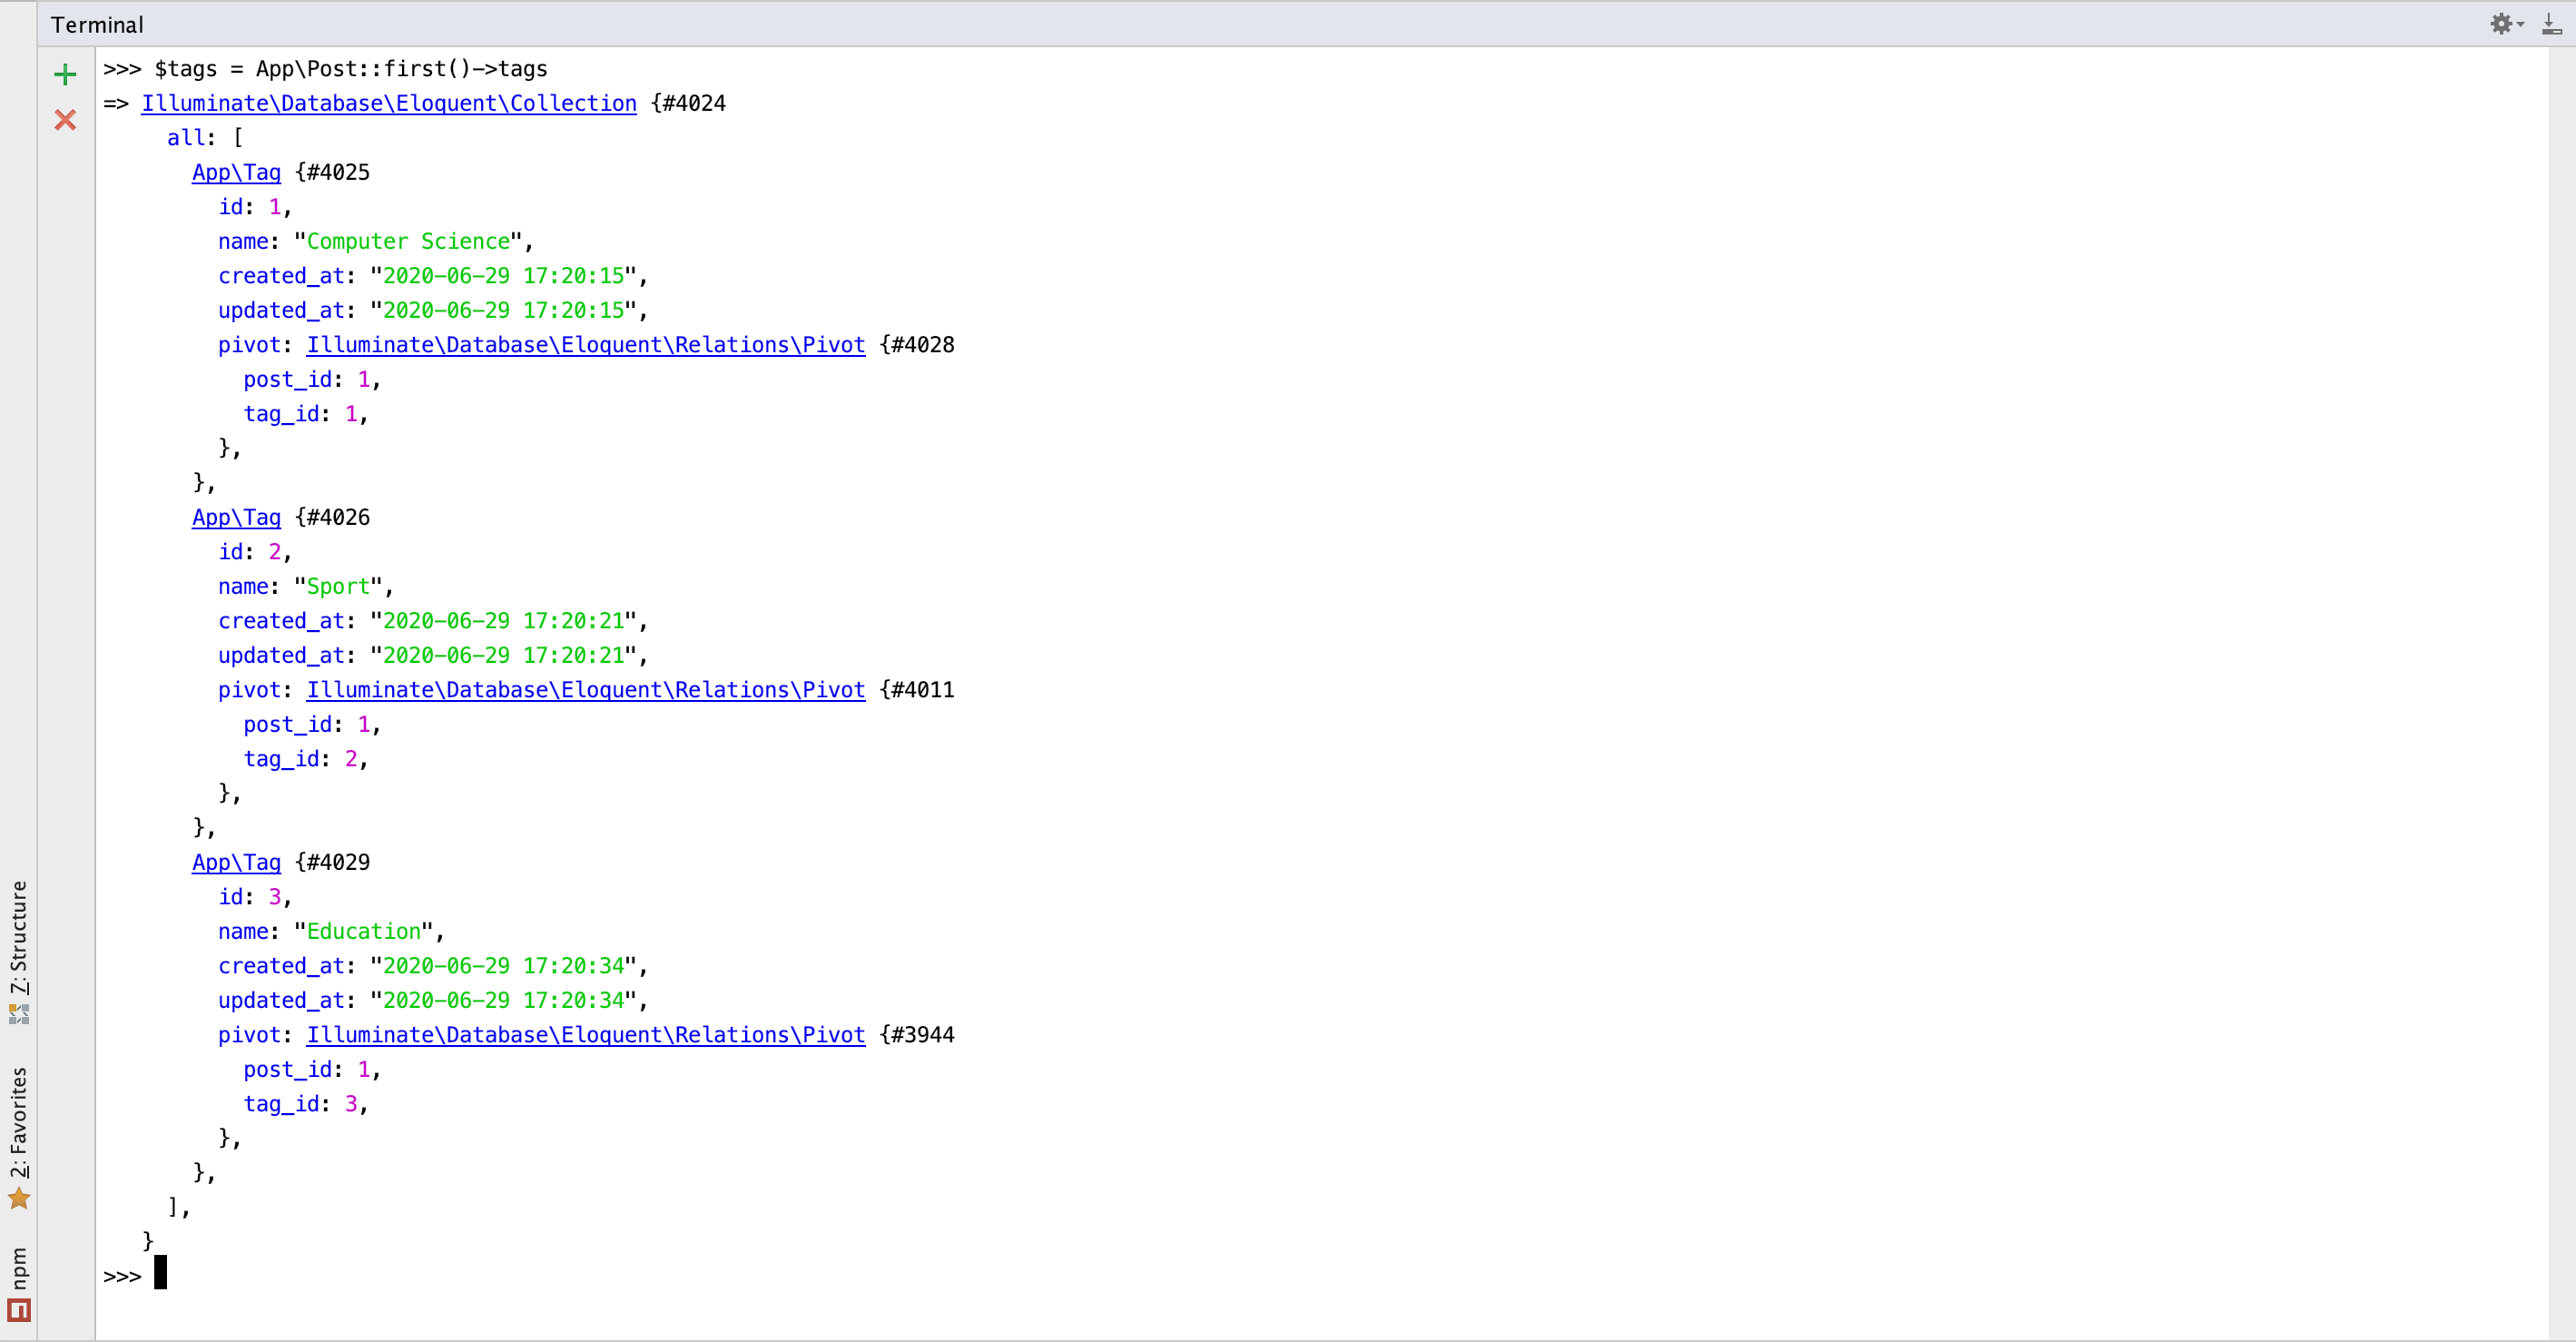 Terminal
>>> $tags = App\Post::first()->tags
=> Illuminate\Database\Eloquent\Collection {#4024
     all: [
       App\Tag {#4025
         id: 1,
         name: "Computer Science",
         created_at: "2020-06-29 17:20:15",
         updated_at: "2020-06-29 17:20:15",
         pivot: Illuminate\Database\Eloquent\Relations\Pivot {#4028
           post_id: 1,
           tag_id: 1,
         },
       },
       App\Tag {#4026
         id: 2,
         name: "Sport",
         created_at: "2020-06-29 17:20:21",
         updated_at: "2020-06-29 17:20:21",
         pivot: Illuminate\Database\Eloquent\Relations\Pivot {#4011
           post_id: 1,
           tag_id: 2,
         },
       },
       App\Tag {#4029
         id: 3,
         name: "Education",
         created_at: "2020-06-29 17:20:34",
         updated_at: "2020-06-29 17:20:34",
         pivot: Illuminate\Database\Eloquent\Relations\Pivot {#3944
           post_id: 1,
           tag_id: 3,
         },
       },
     ],
   }
>>>
7: Structure
2: Favorites
npm